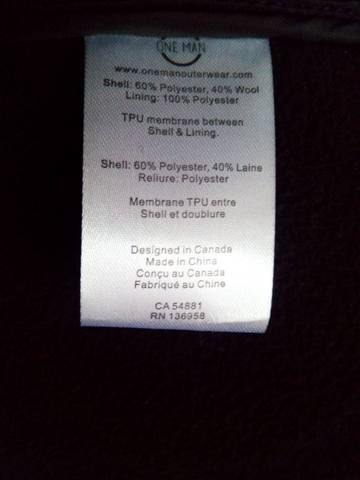 ONE MAN
www.onemanouterwear.com
Shell: 60% Polyester, 40% Wool
Lining: 100% Polyester
TPU membrane between
Shell & Lining.
Shell: 60% Polyester, 40% Laine
Reliure: Polyester
Membrane TPU entre
Shell et doublure
Designed in Canada
Made in China
Conçu au Canada
Fabriqué au Chine
CA 54881
RN 136958